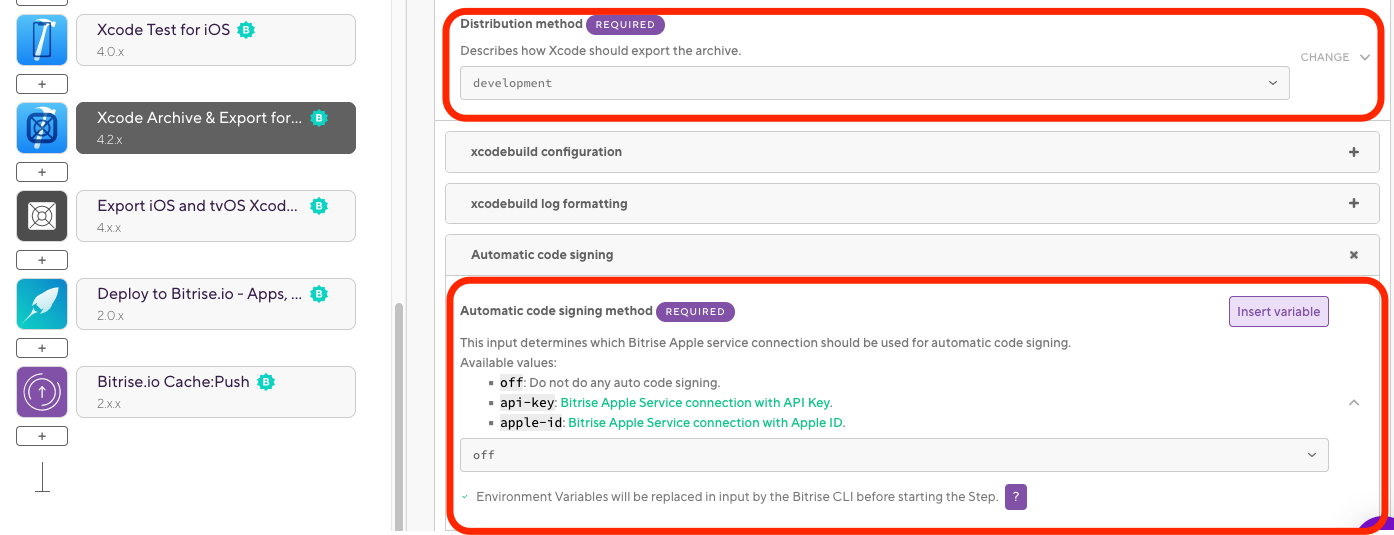 Xcode Test for iOS
4.0.x
+
Xcode Archive & Export for...
4.2.x
+
Export iOS and tvOS Xcod...
4.x.x
+
Deploy to Bitrise.io - Apps, ...
2.0.x
+
Bitrise.io Cache:Push
2.x.x
+
Distribution method REQUIRED
Describes how Xcode should export the archive.
CHANGE
development
xcodebuild configuration +
xcodebuild log formatting +
Automatic code signing ×
Automatic code signing method REQUIRED
Insert variable
This input determines which Bitrise Apple service connection should be used for automatic code signing.
Available values:
off: Do not do any auto code signing.
api-key: Bitrise Apple Service connection with API Key.
apple-id: Bitrise Apple Service connection with Apple ID.
off
Environment Variables will be replaced in input by the Bitrise CLI before starting the Step. ?